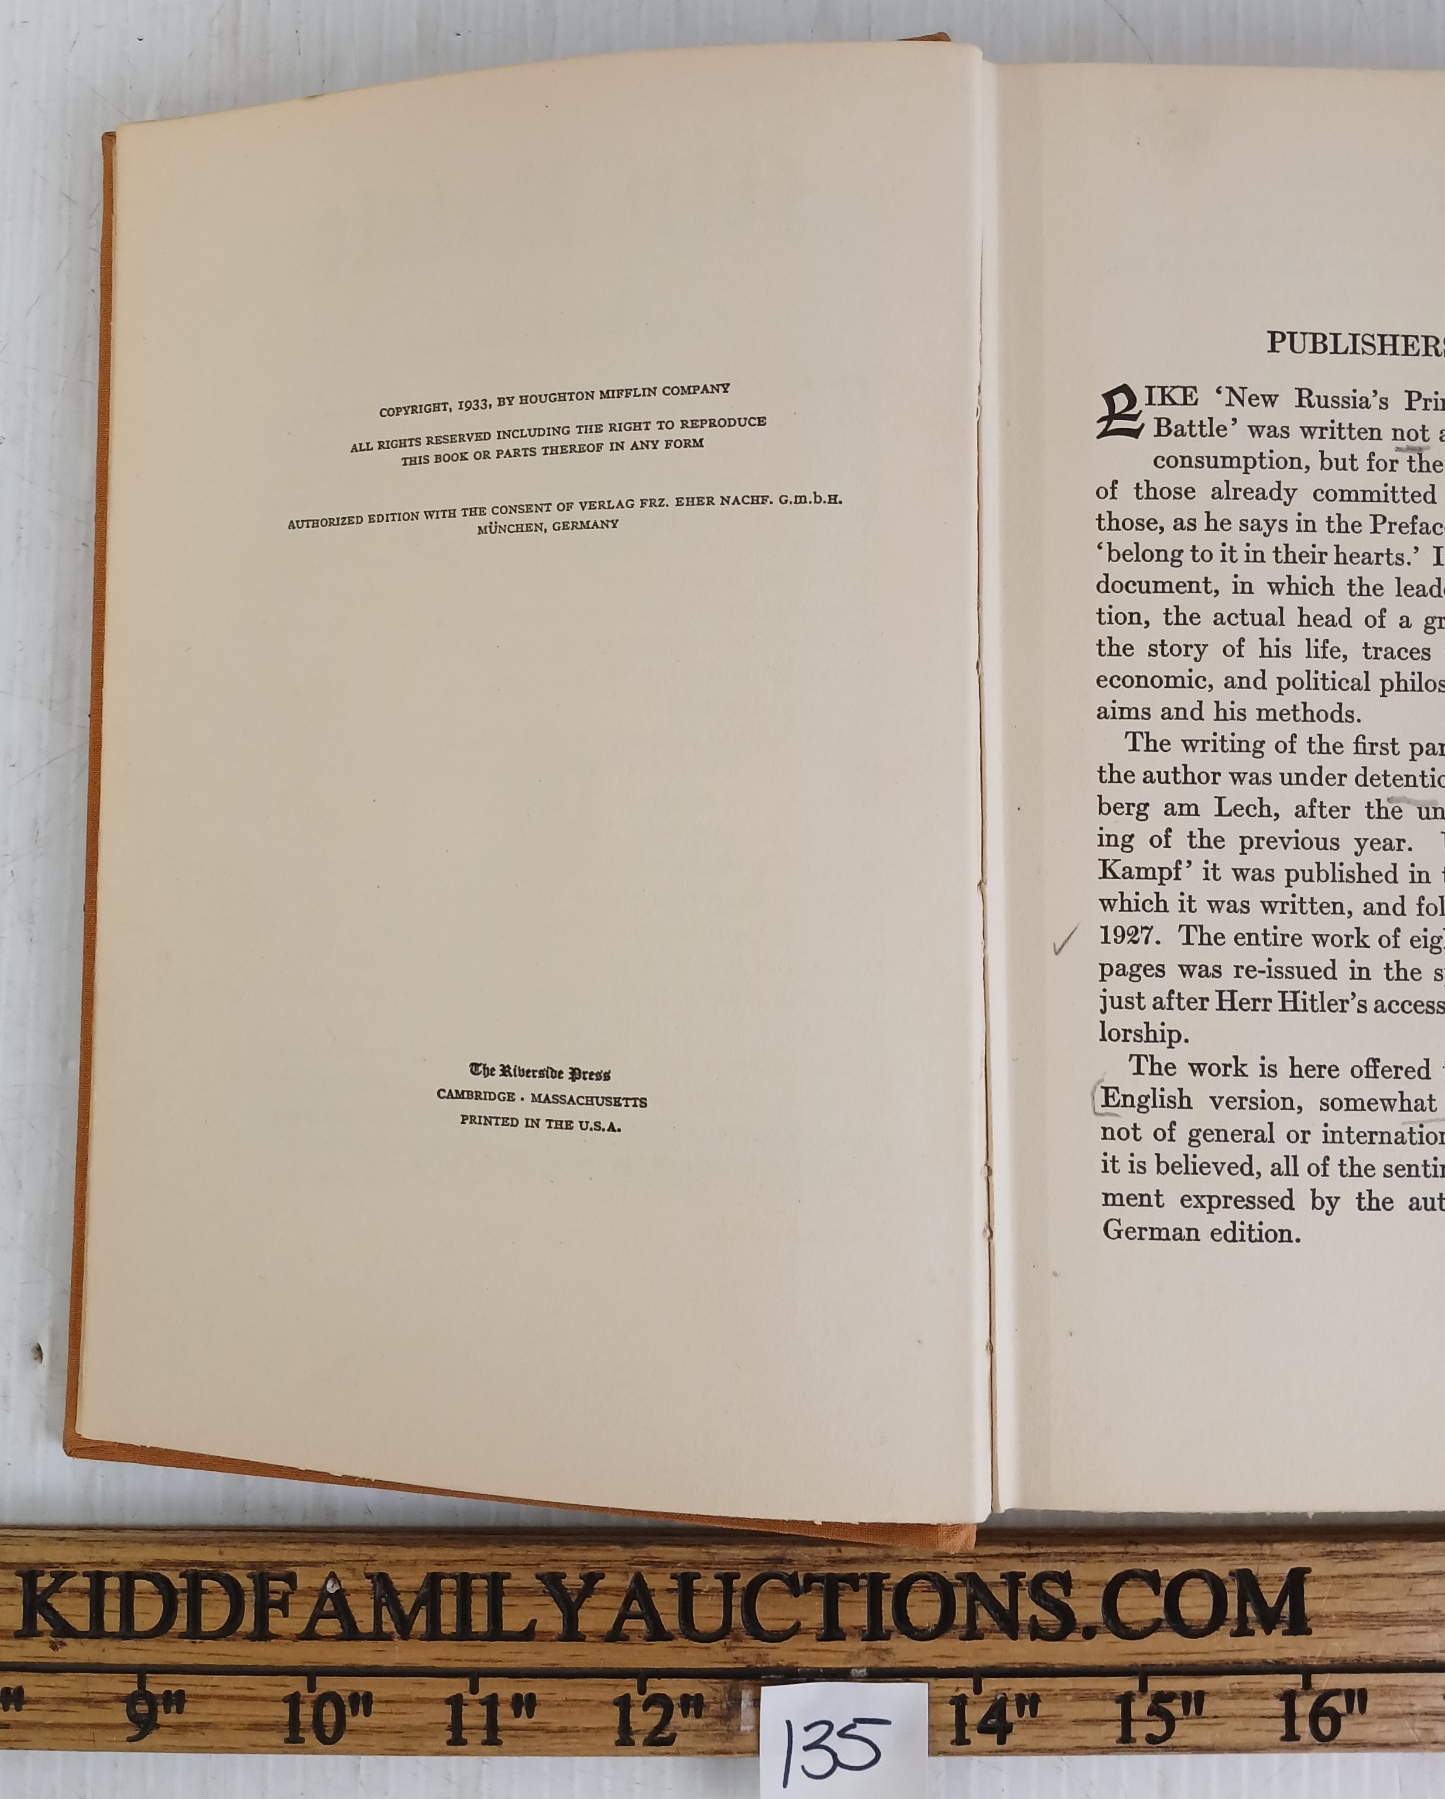 COPYRIGHT, 1933, BY HOUGHTON MIFFLIN COMPANY
ALL RIGHTS RESERVED INCLUDING THE RIGHT TO REPRODUCE
THIS BOOK OR PARTS THEREOF IN ANY FORM
AUTHORIZED EDITION WITH THE CONSENT OF VERLAG FRZ. EHER NACHF. G.m.b.H.
MÜNCHEN, GERMANY
The Riverside Press
CAMBRIDGE · MASSACHUSETTS
PRINTED IN THE U.S.A.
PUBLISHERS
LIKE ‘New Russia’s Pri
Battle’ was written not a
consumption, but for the
of those already committed
those, as he says in the Prefac
‘belong to it in their hearts.’ I
document, in which the lead
tion, the actual head of a gr
the story of his life, traces
economic, and political philos
aims and his methods.
The writing of the first par
the author was under detentio
berg am Lech, after the un
ing of the previous year.
Kampf’ it was published in t
which it was written, and fol
1927. The entire work of eig
pages was re-issued in the s
just after Herr Hitler’s access
lorship.
The work is here offered
English version, somewhat
not of general or internation
it is believed, all of the senti
ment expressed by the aut
German edition.
KIDDFAMILYAUCTIONS.COM
9" 10" 11" 12" 14" 15" 16"
135